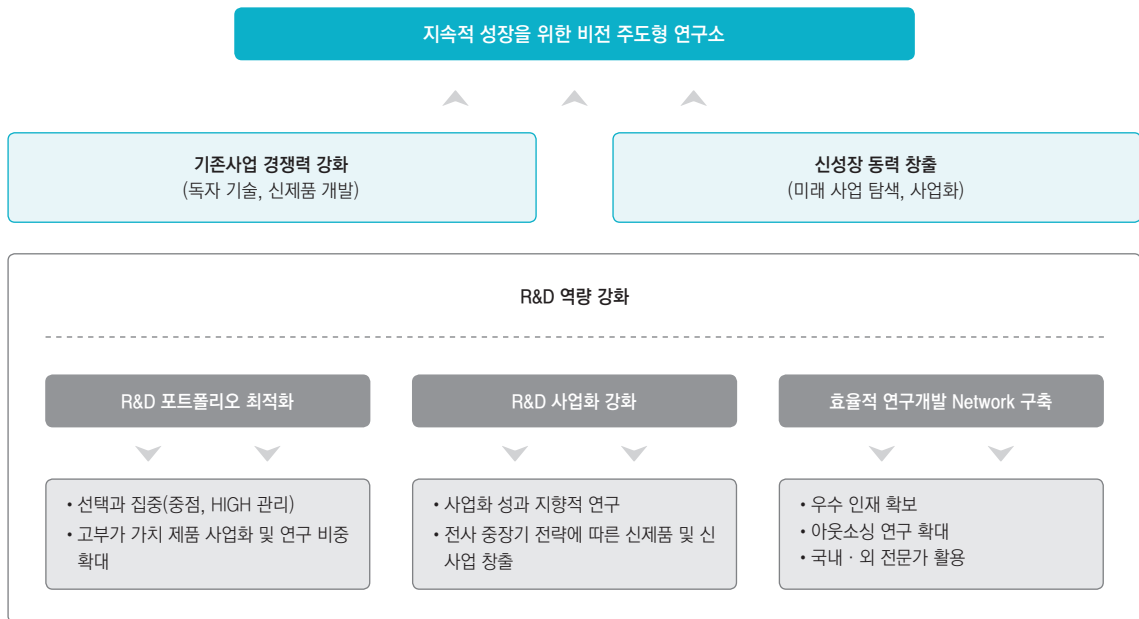 지속적 성장을 위한 비전 주도형 연구소
기존사업 경쟁력 강화
(독자 기술, 신제품 개발)
신성장 동력 창출
(미래 사업 탐색, 사업화)
R&D 역량 강화
R&D 포트폴리오 최적화
• 선택과 집중(중점, HIGH 관리)
• 고부가 가치 제품 사업화 및 연구 비중
확대
R&D 사업화 강화
• 사업화 성과 지향적 연구
• 전사 중장기 전략에 따른 신제품 및 신
사업 창출
효율적 연구개발 Network 구축
• 우수 인재 확보
• 아웃소싱 연구 확대
• 국내 · 외 전문가 활용